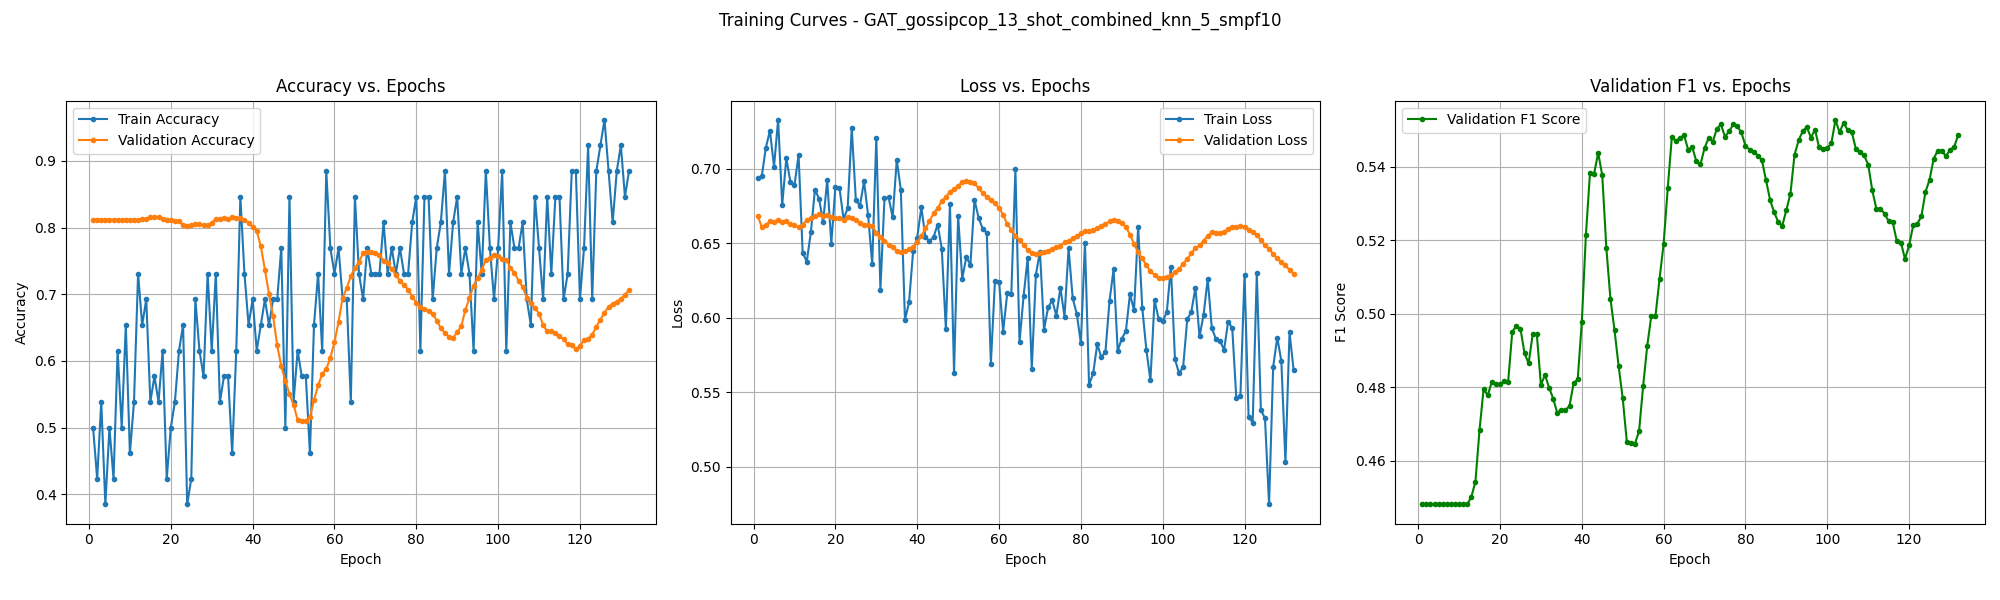 Training Curves - GAT_gossipcop_13_shot_combined_knn_5_smpf10
Accuracy vs. Epochs
Train Accuracy
Validation Accuracy
Accuracy
0.9
0.8
0.7
0.6
0.5
0.4
0 20 40 60 80 100 120
Epoch
Loss vs. Epochs
Train Loss
Validation Loss
Loss
0.70
0.65
0.60
0.55
0.50
0 20 40 60 80 100 120
Epoch
Validation F1 vs. Epochs
Validation F1 Score
F1 Score
0.54
0.52
0.50
0.48
0.46
0 20 40 60 80 100 120
Epoch